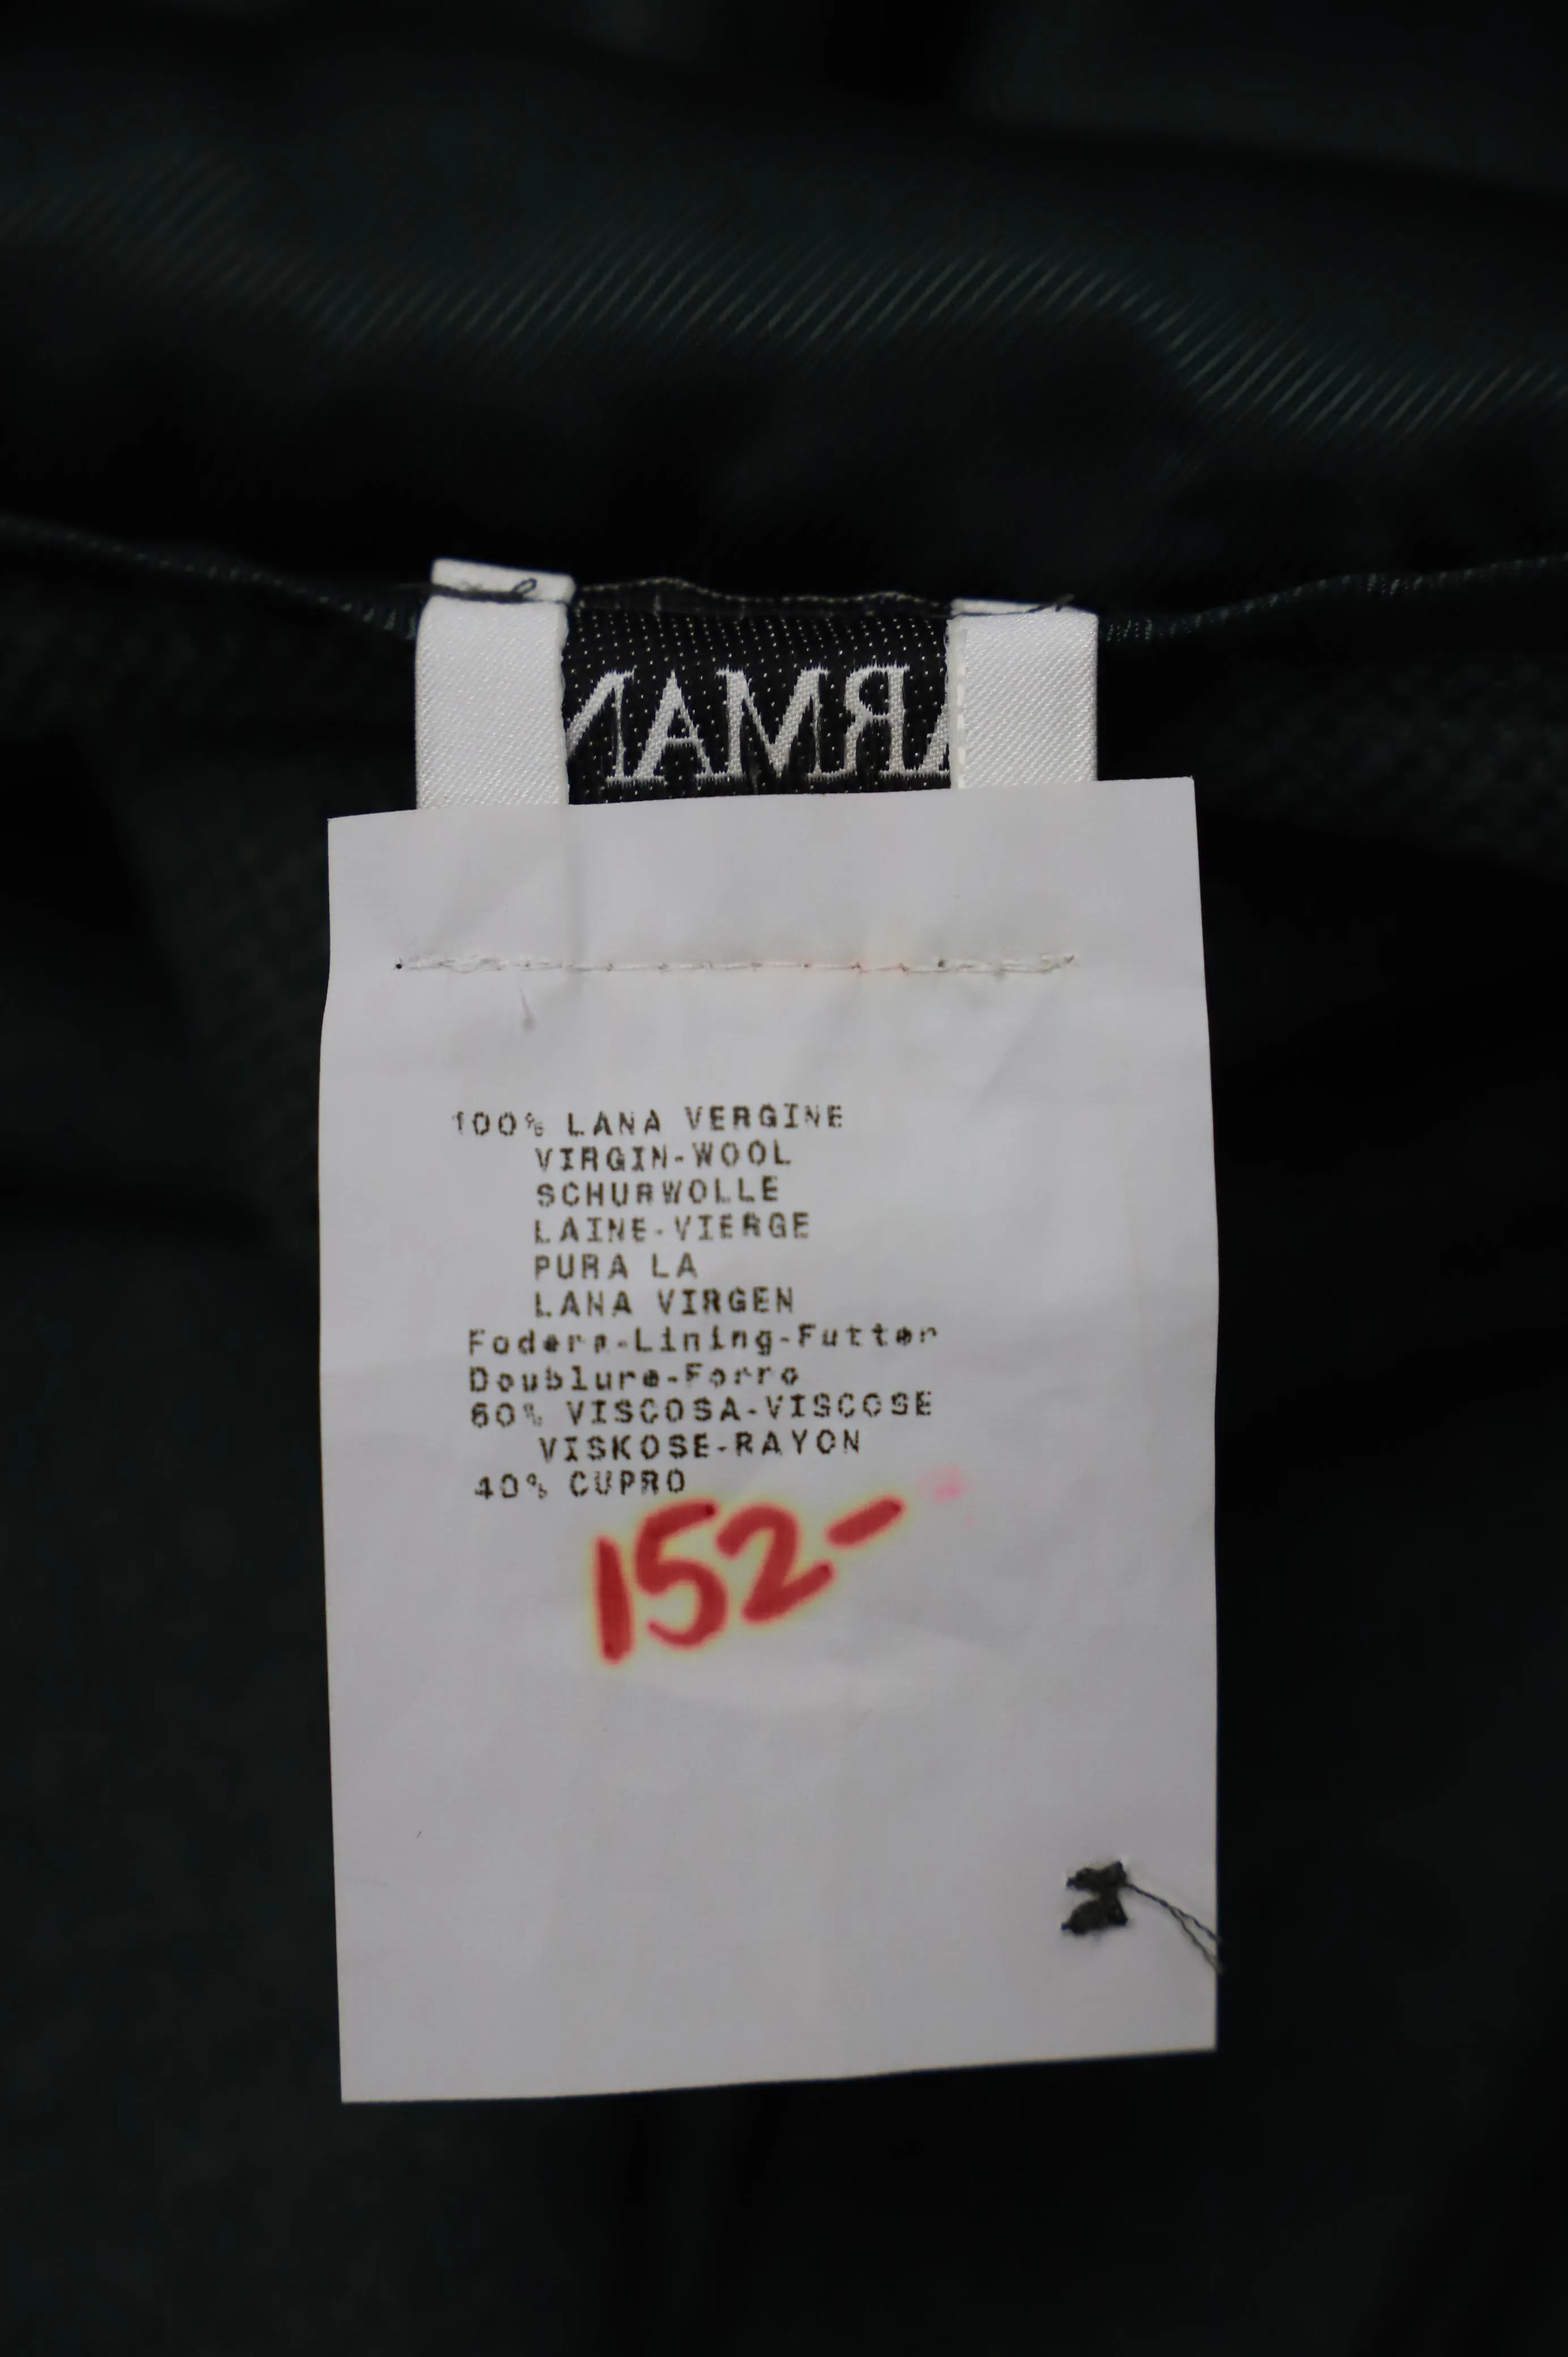 ARMAN
100% LANA VERGINE
VIRGIN-WOOL
SCHURWOLLE
LAINE-VIERGE
PURA LA
LANA VIRGEN
Fodera-Lining-Futter
Doublure-Forro
60% VISCOSA-VISCOSE
VISKOSE-RAYON
40% CUPRO
152-